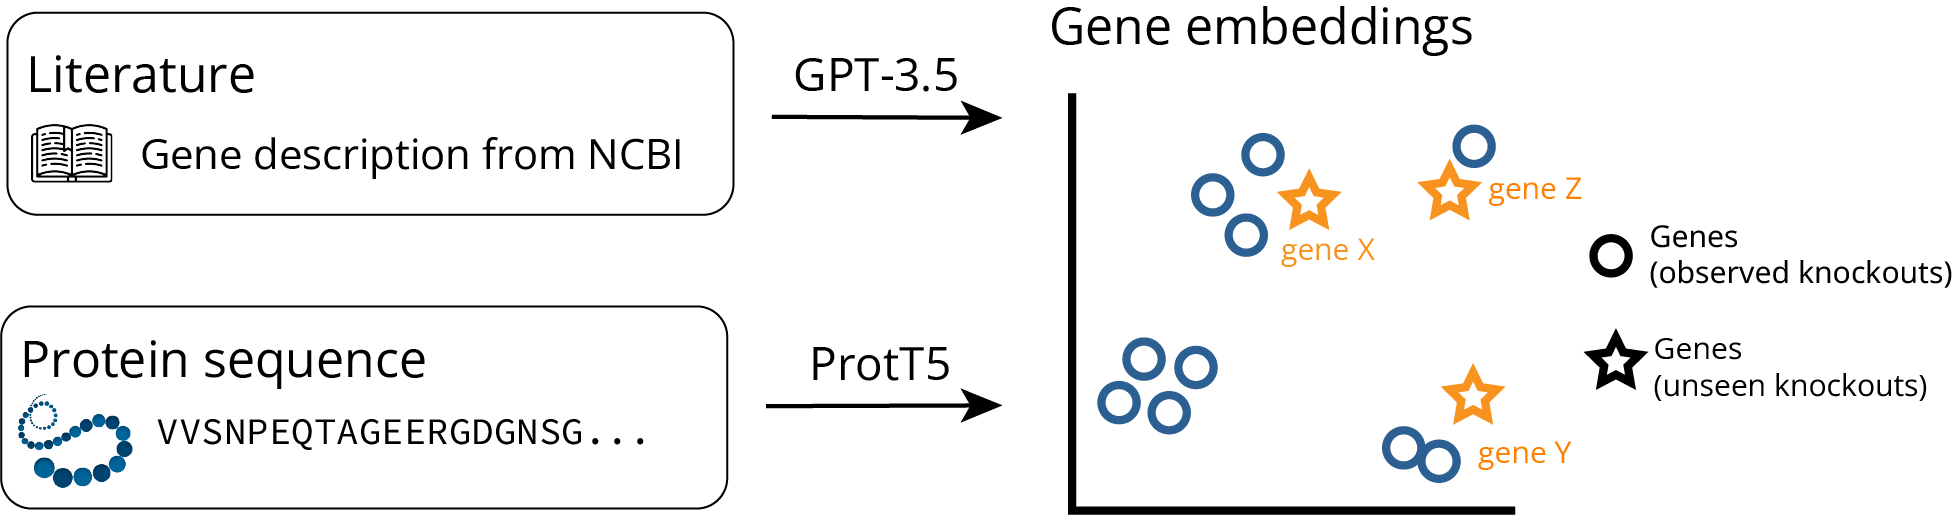 Literature
Gene description from NCBI
GPT-3.5
Protein sequence
VVSNPEQTAGEERGDGNSG...
ProtT5
Gene embeddings
gene X
gene Z
gene Y
Genes
(observed knockouts)
Genes
(unseen knockouts)